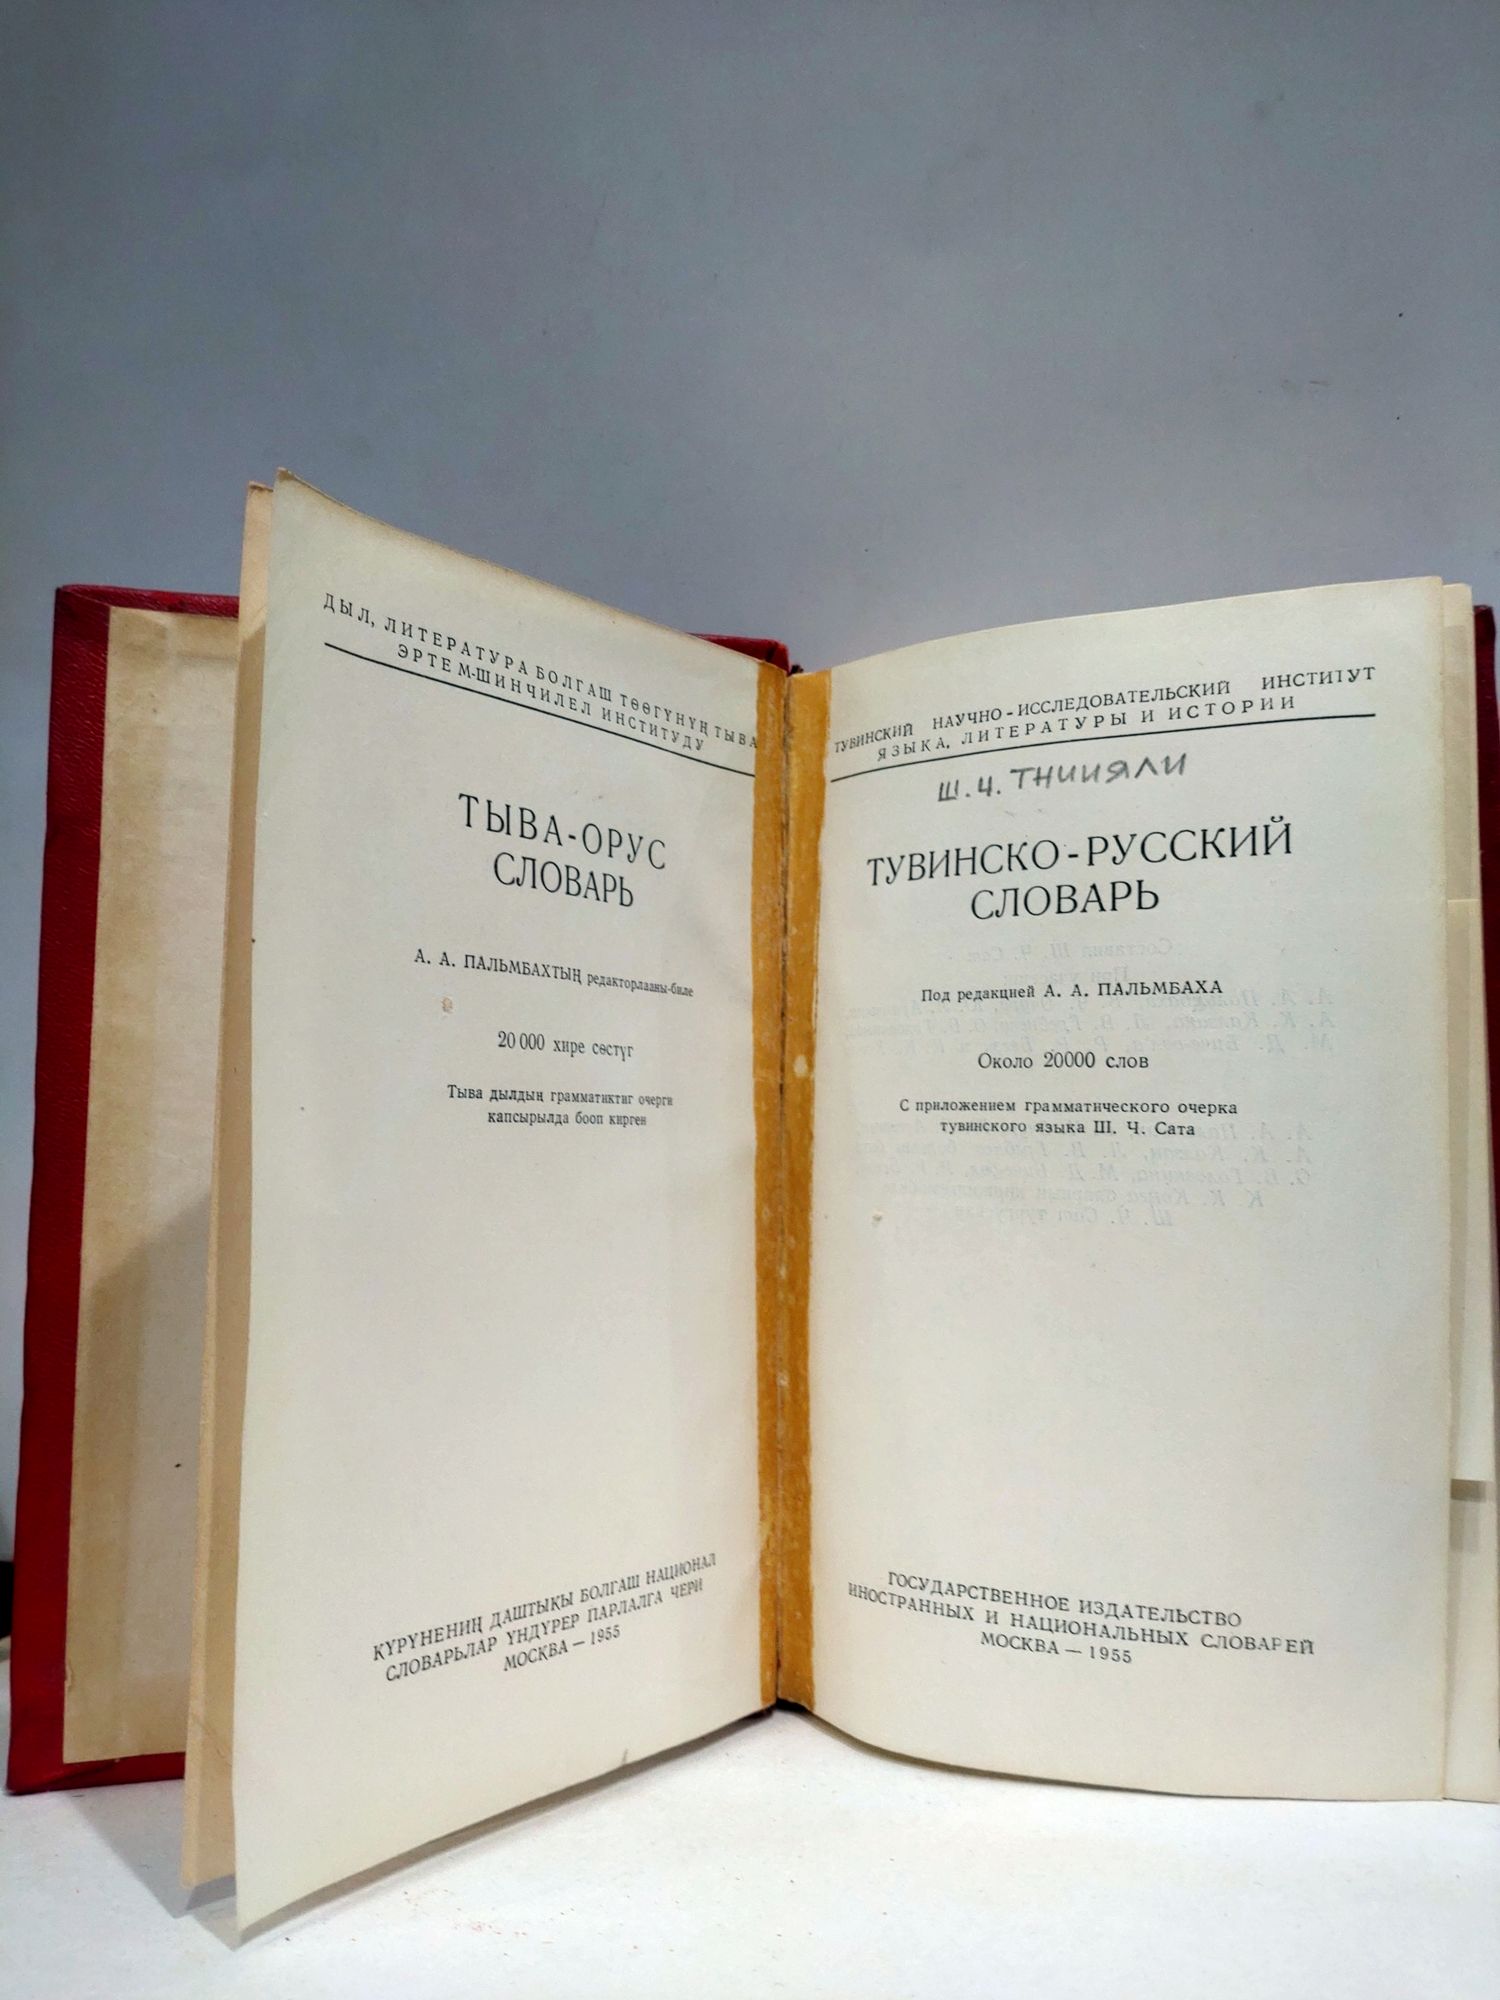 ДЫЛ, ЛИТЕРАТУРА БОЛГАШ ТӨӨГҮНҮҢ ТЫВА
ЭРТЕМ-ШИНЧИЛЕЛ ИНСТИТУДУ
ТЫВА-ОРУС
СЛОВАРЬ
А. А. ПАЛЬМБАХТЫҢ редакторлааны-биле
20 000 хире сөстүг
Тыва дылдың грамматиктиг очерги
капсырылда бооп кирген
КҮРҮНЕНИҢ ДАШТЫКЫ БОЛГАШ НАЦИОНАЛ
СЛОВАРЬЛАР ҮНДҮРЕР ПАРЛАЛГА ЧЕРИ
МОСКВА — 1955
ТУВИНСКИЙ НАУЧНО-ИССЛЕДОВАТЕЛЬСКИЙ ИНСТИТУТ
ЯЗЫКА, ЛИТЕРАТУРЫ И ИСТОРИИ
Ш. Ч. ТНИИЯЛИ
ТУВИНСКО-РУССКИЙ
СЛОВАРЬ
Под редакцией А. А. ПАЛЬМБАХА
Около 20000 слов
С приложением грамматического очерка
тувинского языка Ш. Ч. Сата
ГОСУДАРСТВЕННОЕ ИЗДАТЕЛЬСТВО
ИНОСТРАННЫХ И НАЦИОНАЛЬНЫХ СЛОВАРЕЙ
МОСКВА — 1955